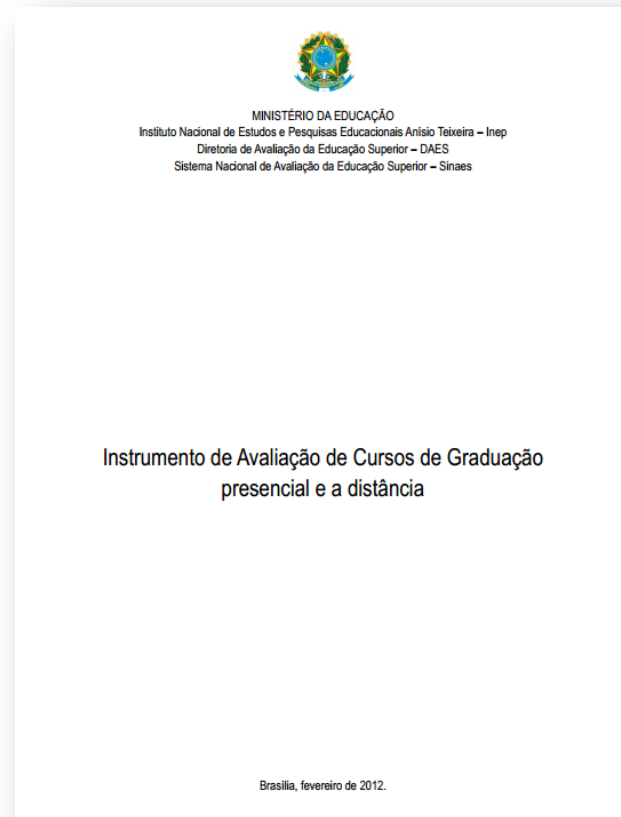 MINISTÉRIO DA EDUCAÇÃO
Instituto Nacional de Estudos e Pesquisas Educacionais Anísio Teixeira – Inep
Diretoria de Avaliação da Educação Superior – DAES
Sistema Nacional de Avaliação da Educação Superior – Sinaes
Instrumento de Avaliação de Cursos de Graduação
presencial e a distância
Brasília, fevereiro de 2012.